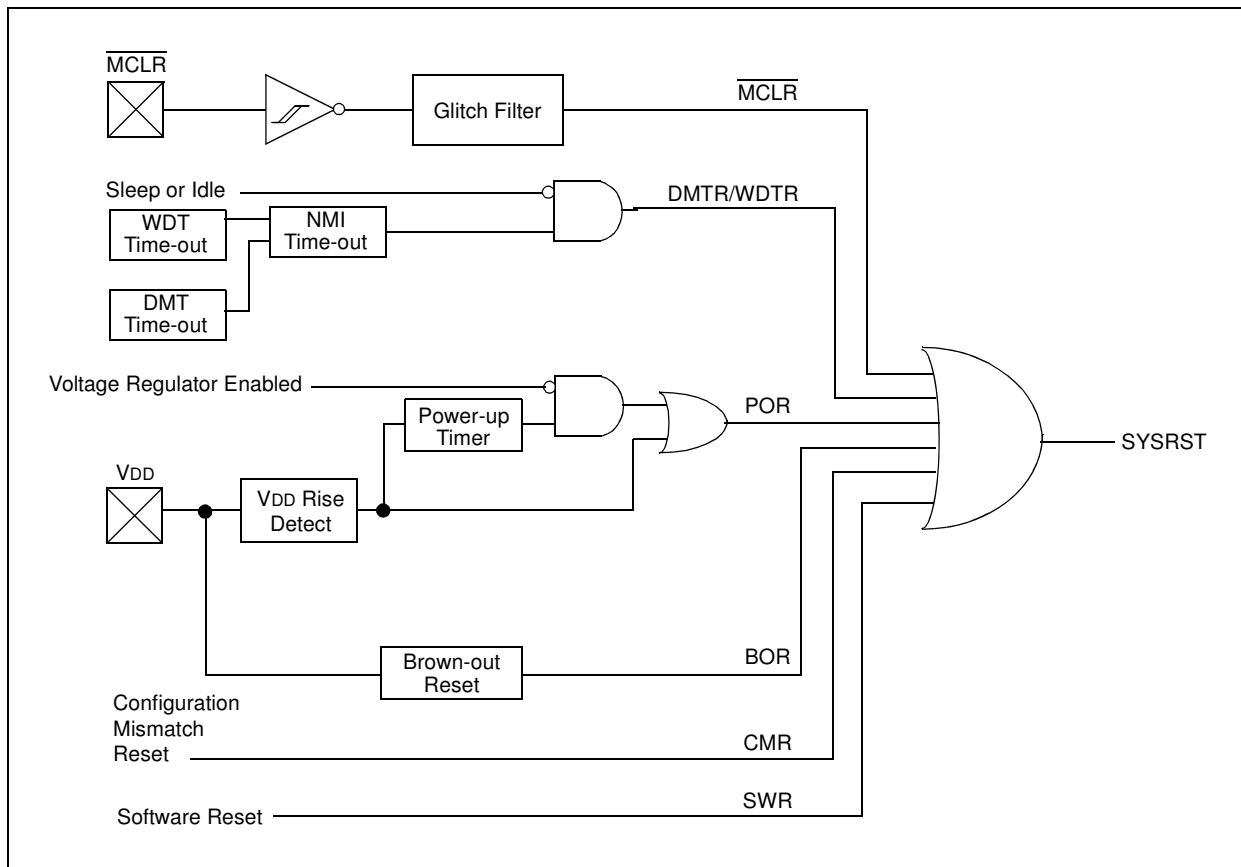 MCLR
Glitch Filter
MCLR
Sleep or Idle
WDT
Time-out
NMI
Time-out
DMTR/WDTR
DMT
Time-out
Voltage Regulator Enabled
Power-up
Timer
POR
SYSRST
VDD
VDD Rise
Detect
Brown-out
Reset
BOR
Configuration
Mismatch
Reset
CMR
SWR
Software Reset